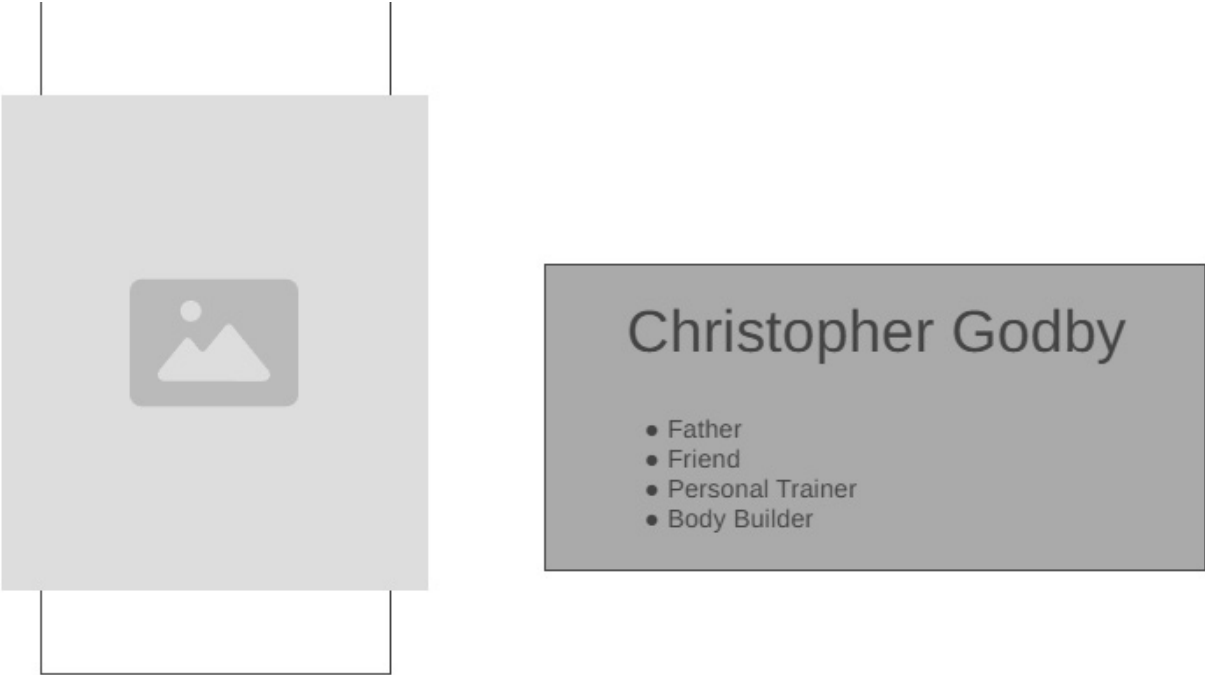 Christopher Godby
● Father
● Friend
● Personal Trainer
● Body Builder